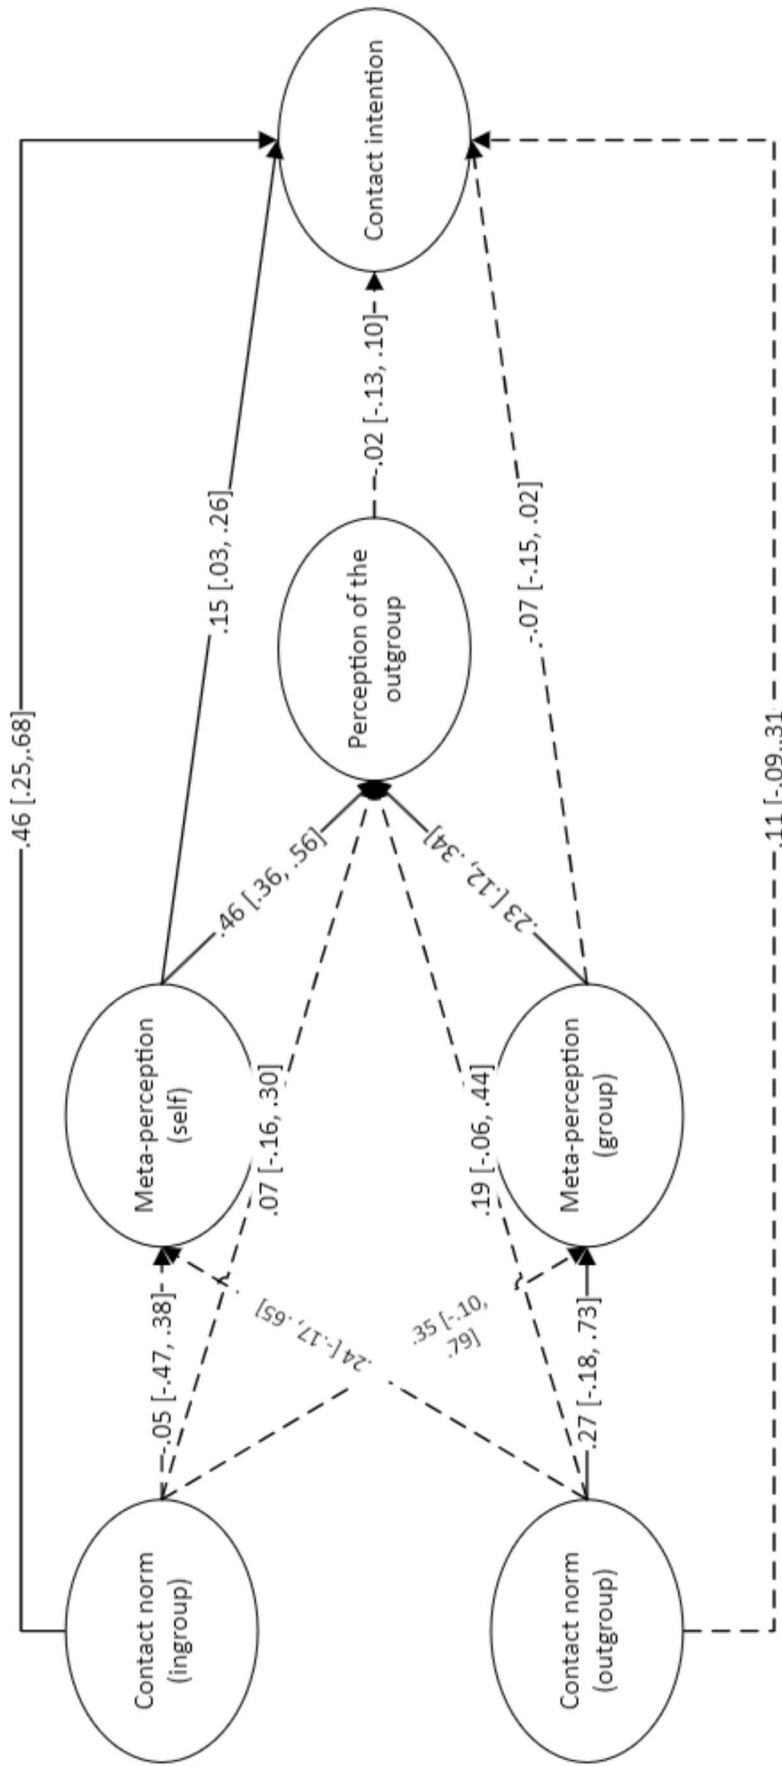 .46 [.25,.68]
Contact norm
(ingroup)
Meta-perception
(self)
.15 [.03, .26]
-.05 [-.47, .38]
.46 [.36, .56]
.07 [-.16, .30]
.24 [-.17, .65]
Perception of the
outgroup
-.02 [-.13, .10]
Contact intention
.35 [-.10,
.79]
.19 [-.06, .44]
.23 [.12, .34]
-.07 [-.15, .02]
Contact norm
(outgroup)
.27 [-.18, .73]
Meta-perception
(group)
.11 [-.09,.31